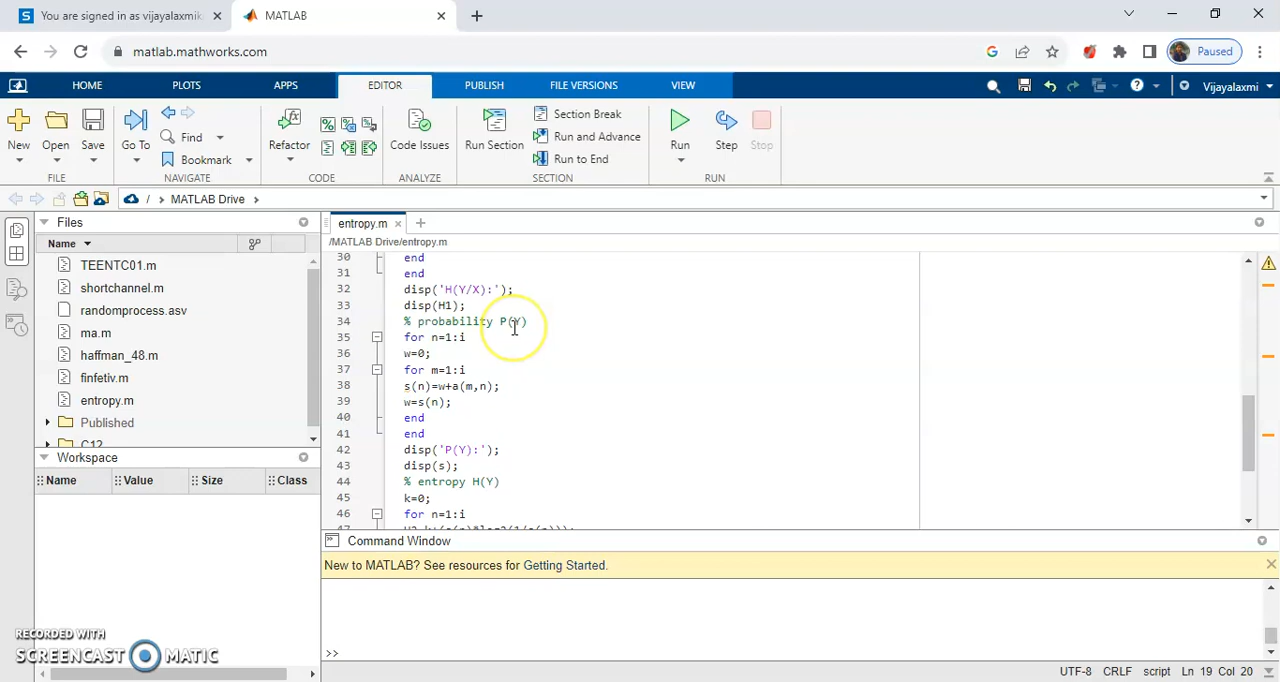 You are signed in as vijayalaxmik
MATLAB
matlab.mathworks.com
Paused
HOME
PLOTS
APPS
EDITOR
PUBLISH
FILE VERSIONS
VIEW
Vijayalaxmi
New
Open
Save
Go To
Find
Bookmark
Refactor
Code Issues
Run Section
Section Break
Run and Advance
Run to End
Run
Step
Stop
FILE
NAVIGATE
CODE
ANALYZE
SECTION
RUN
/ MATLAB Drive
Files
Name
TEENTC01.m
shortchannel.m
randomprocess.asv
ma.m
haffman_48.m
finfetiv.m
entropy.m
Published
C12
Workspace
Name Value Size Class
entropy.m
/MATLAB Drive/entropy.m
30 end
31 end
32 disp('H(Y/X):');
33 disp(H1);
34 % probability P(Y)
35 for n=1:i
36 w=0;
37 for m=1:i
38 s(n)=w+a(m,n);
39 w=s(n);
40 end
41 end
42 disp('P(Y):');
43 disp(s);
44 % entropy H(Y)
45 k=0;
46 for n=1:i
Command Window
New to MATLAB? See resources for Getting Started.
>>
RECORDED WITH
SCREENCAST MATIC
UTF-8 CRLF script Ln 19 Col 20